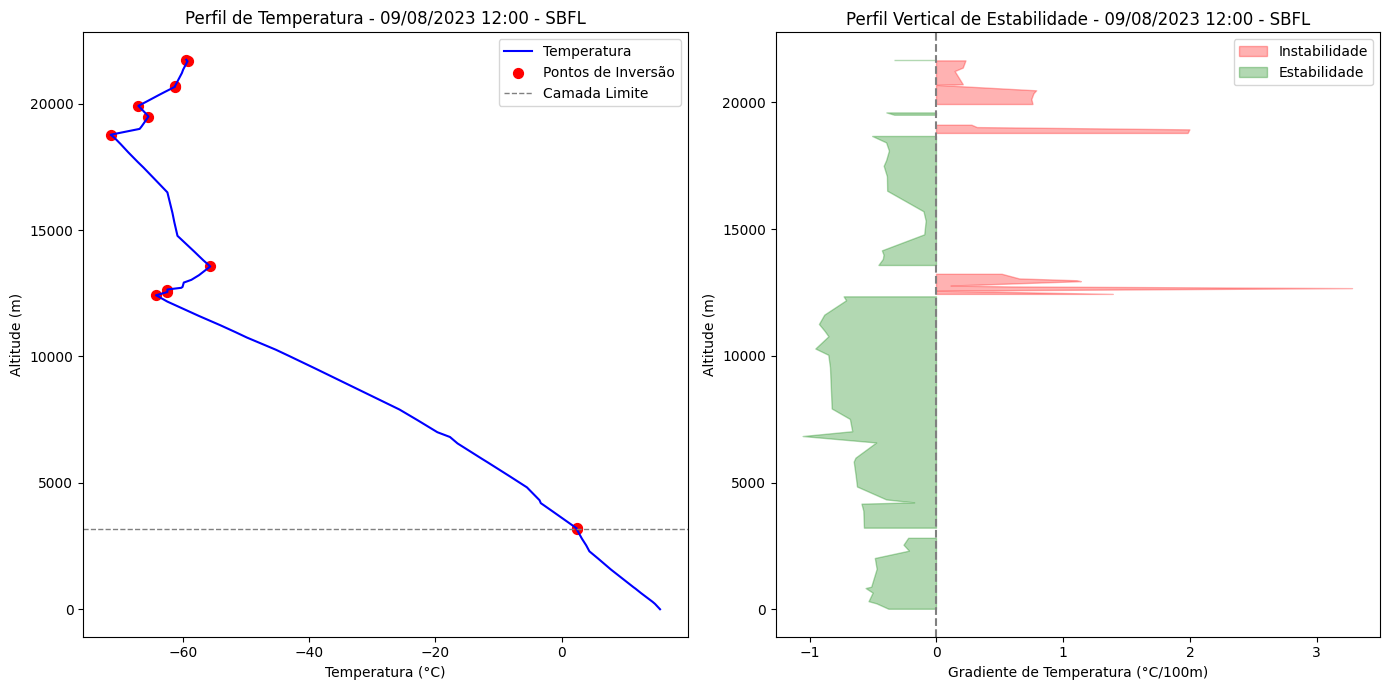 Perfil de Temperatura - 09/08/2023 12:00 - SBFL
Temperatura
Pontos de Inversão
Camada Limite
Altitude (m)
20000
15000
10000
5000
0
−60
−40
−20
0
Temperatura (°C)
Perfil Vertical de Estabilidade - 09/08/2023 12:00 - SBFL
Instabilidade
Estabilidade
Altitude (m)
20000
15000
10000
5000
0
−1
0
1
2
3
Gradiente de Temperatura (°C/100m)